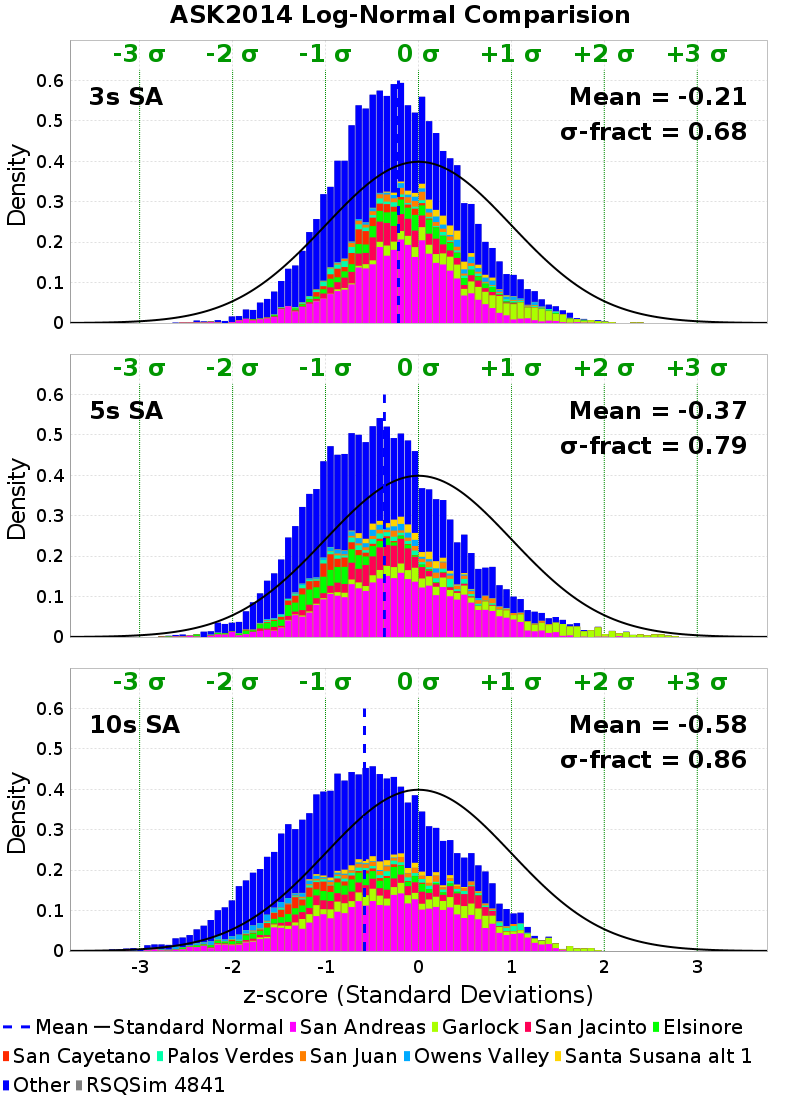 ASK2014 Log-Normal Comparision
-3 σ -2 σ -1 σ 0 σ +1 σ +2 σ +3 σ
3s SA
Mean = -0.21
σ-fract = 0.68
0.6
0.5
0.4
0.3
0.2
0.1
0
Density
-3 σ -2 σ -1 σ 0 σ +1 σ +2 σ +3 σ
5s SA
Mean = -0.37
σ-fract = 0.79
0.6
0.5
0.4
0.3
0.2
0.1
0
Density
-3 σ -2 σ -1 σ 0 σ +1 σ +2 σ +3 σ
10s SA
Mean = -0.58
σ-fract = 0.86
0.6
0.5
0.4
0.3
0.2
0.1
0
Density
-3 -2 -1 0 1 2 3
z-score (Standard Deviations)
Mean Standard Normal San Andreas Garlock San Jacinto Elsinore
San Cayetano Palos Verdes San Juan Owens Valley Santa Susana alt 1
Other RSQSim 4841